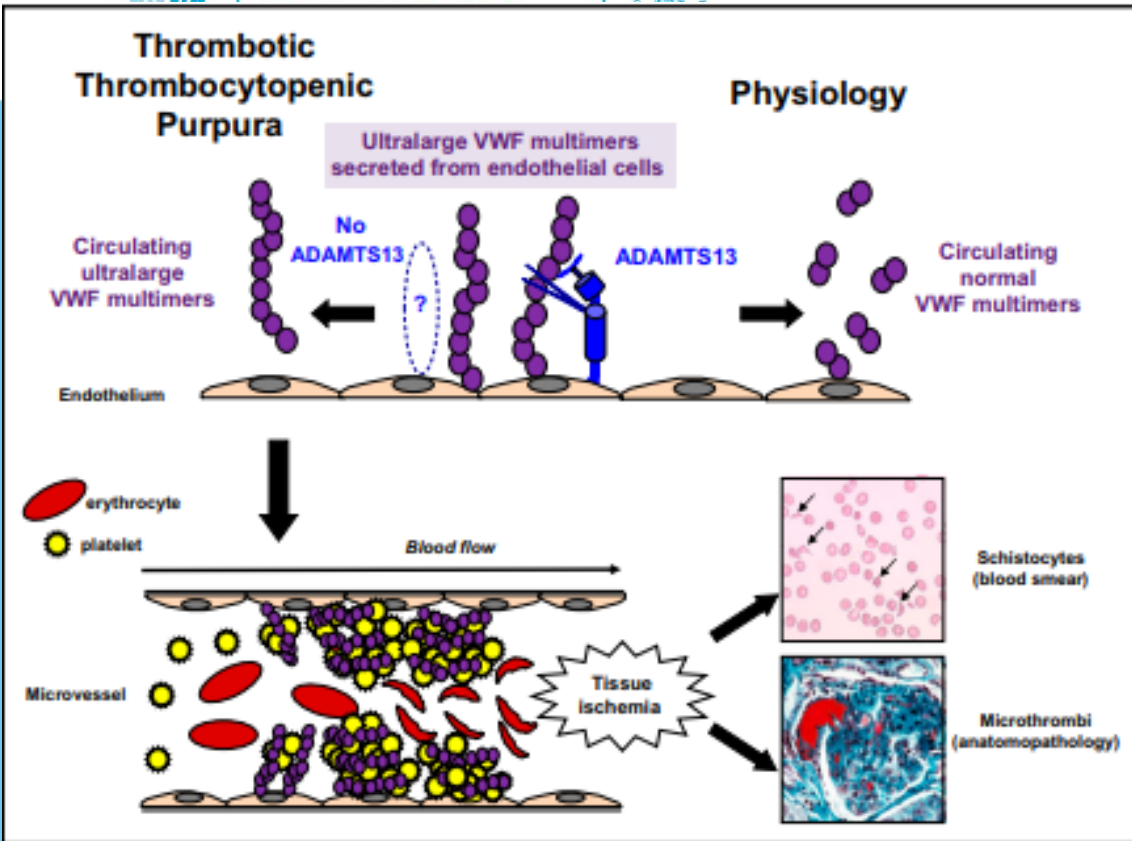 Thrombotic
Thrombocytopenic
Purpura
Physiology
Ultralarge VWF multimers
secreted from endothelial cells
No
ADAMTS13
ADAMTS13
Circulating
ultralarge
VWF multimers
?
Circulating
normal
VWF multimers
Endothelium
erythrocyte
platelet
Blood flow
Microvessel
Tissue
ischemia
Schistocytes
(blood smear)
Microthrombi
(anatomopathology)